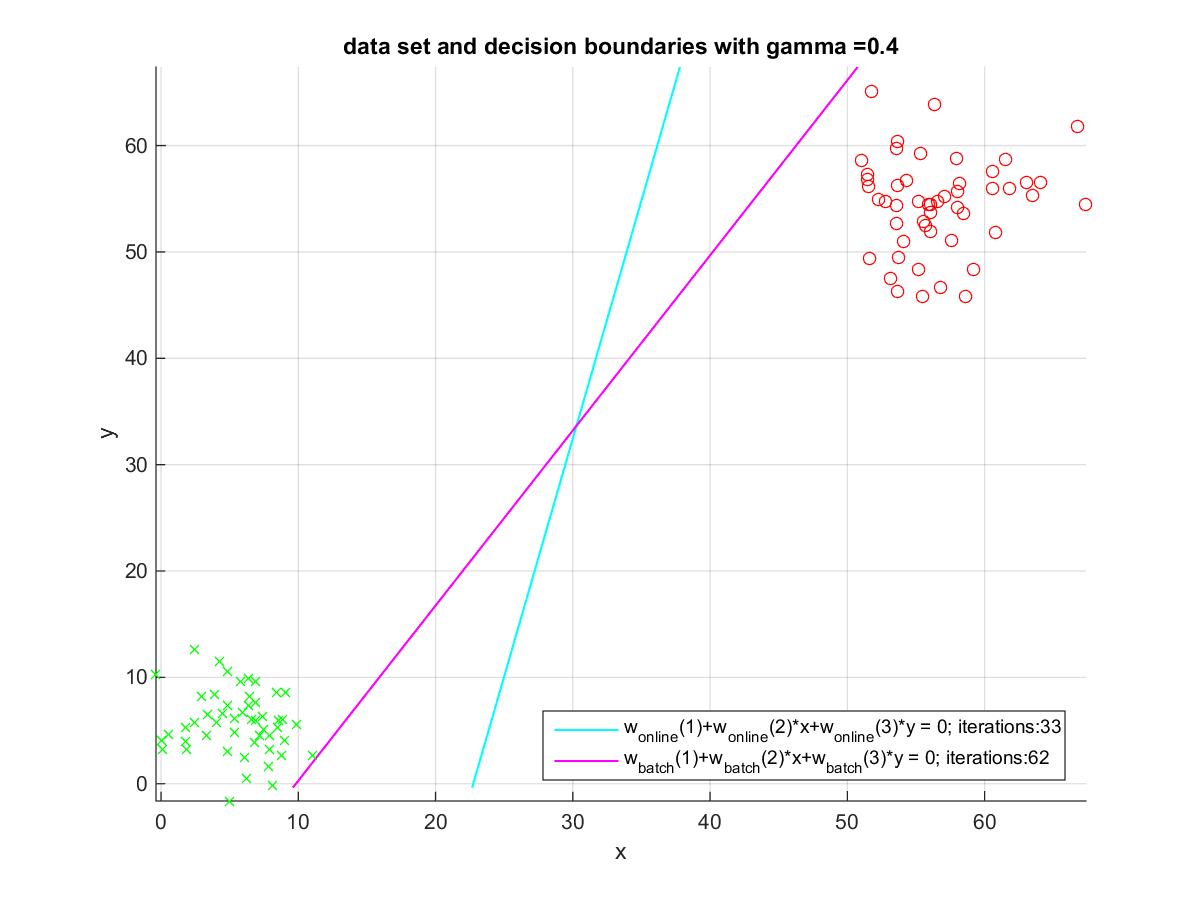 data set and decision boundaries with gamma =0.4
60
50
40
30
20
10
0
y
w_online(1)+w_online(2)*x+w_online(3)*y = 0; iterations:33
w_batch(1)+w_batch(2)*x+w_batch(3)*y = 0; iterations:62
0 10 20 30 40 50 60
x